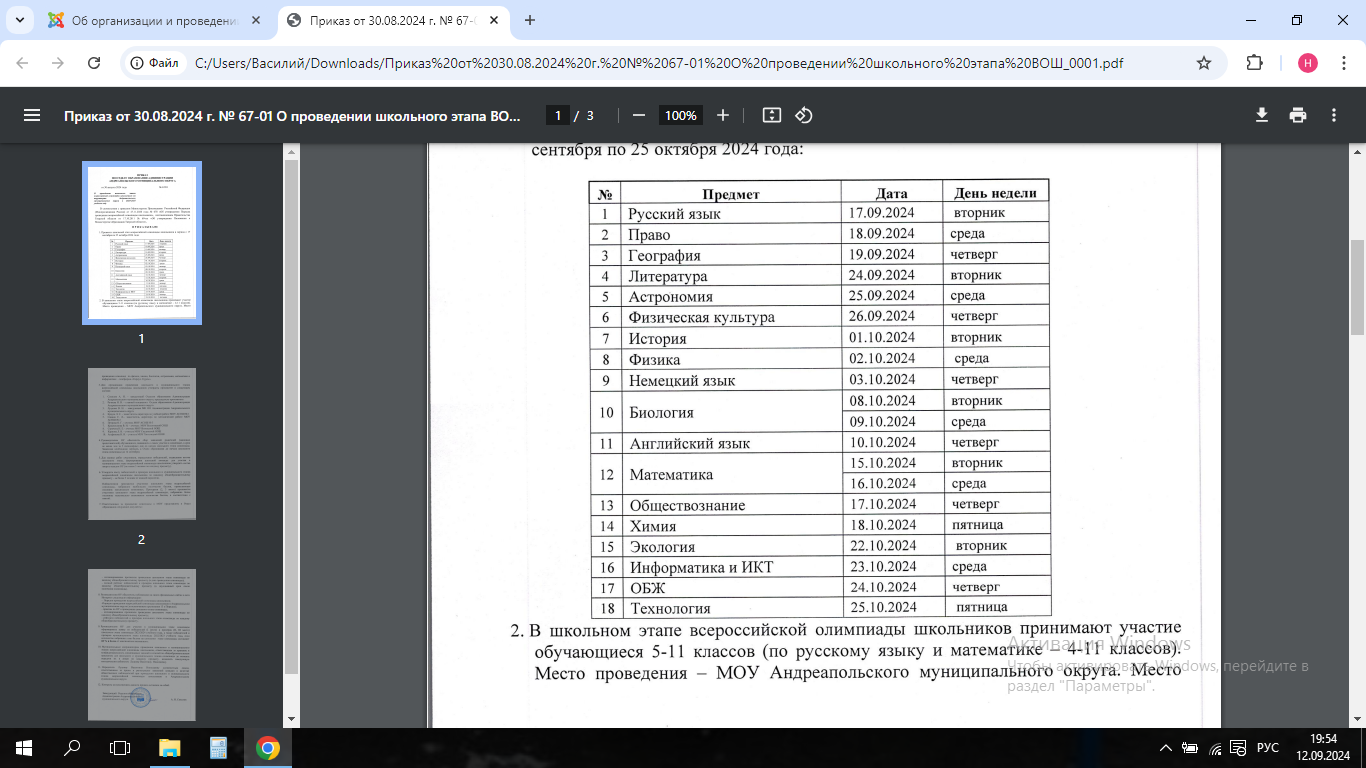 Об организации и проведени
Приказ от 30.08.2024 г. № 67-0
Файл
C:/Users/Василий/Downloads/Приказ%20от%2030.08.2024%20г.%20№%2067-01%20О%20проведении%20школьного%20этапа%20ВОШ_0001.pdf
Н
Приказ от 30.08.2024 г. № 67-01 О проведении школьного этапа ВО...
1 / 3
100%
1
2
сентября по 25 октября 2024 года:
№ Предмет Дата День недели
1 Русский язык 17.09.2024 вторник
2 Право 18.09.2024 среда
3 География 19.09.2024 четверг
4 Литература 24.09.2024 вторник
5 Астрономия 25.09.2024 среда
6 Физическая культура 26.09.2024 четверг
7 История 01.10.2024 вторник
8 Физика 02.10.2024 среда
9 Немецкий язык 03.10.2024 четверг
10 Биология 08.10.2024 вторник
09.10.2024 среда
11 Английский язык 10.10.2024 четверг
12 Математика 15.10.2024 вторник
16.10.2024 среда
13 Обществознание 17.10.2024 четверг
14 Химия 18.10.2024 пятница
15 Экология 22.10.2024 вторник
16 Информатика и ИКТ 23.10.2024 среда
17 ОБЖ 24.10.2024 четверг
18 Технология 25.10.2024 пятница
2. В школьном этапе всероссийской олимпиады школьников принимают участие
обучающиеся 5-11 классов (по русскому языку и математике – 4-11 классов).
Место проведения – МОУ Андреапольского муниципального округа. Место
Активация Windows
Чтобы активировать Windows, перейдите в
раздел "Параметры".
РУС
19:54
12.09.2024